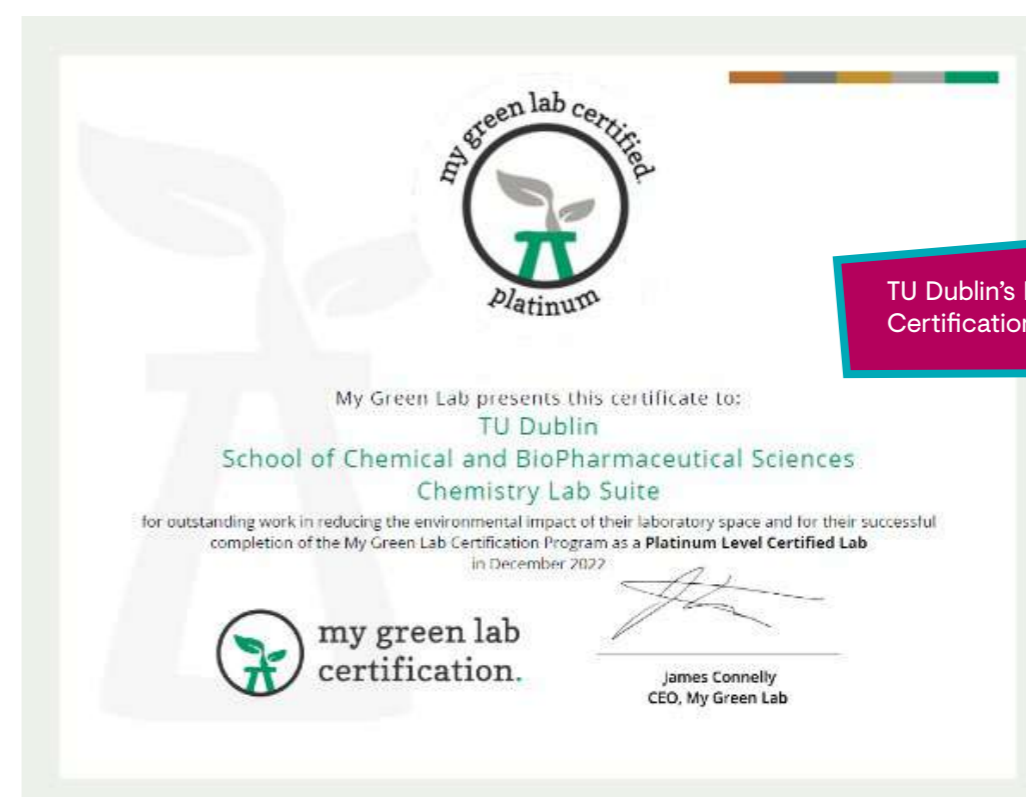 my green lab certified.
platinum
TU Dublin's
Certification
My Green Lab presents this certificate to:
TU Dublin
School of Chemical and BioPharmaceutical Sciences
Chemistry Lab Suite
for outstanding work in reducing the environmental impact of their laboratory space and for their successful
completion of the My Green Lab Certification Program as a Platinum Level Certified Lab
in December 2022
my green lab
certification.
James Connelly
CEO, My Green Lab